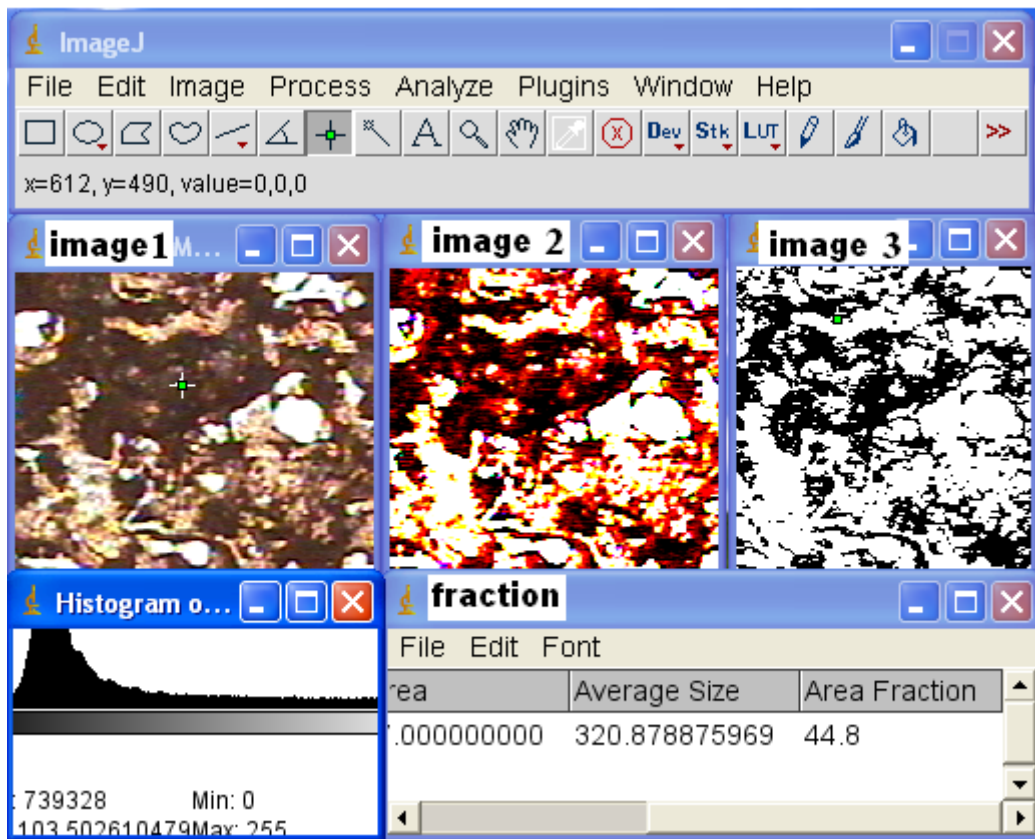 ImageJ
File Edit Image Process Analyze Plugins Window Help
Dev Stk LUT >>
x=612, y=490, value=0,0,0
image1 M...
image 2
image 3
Histogram o...
: 739328 Min: 0
103.502610479 Max: 255
fraction
File Edit Font
rea Average Size Area Fraction
.000000000 320.878875969 44.8